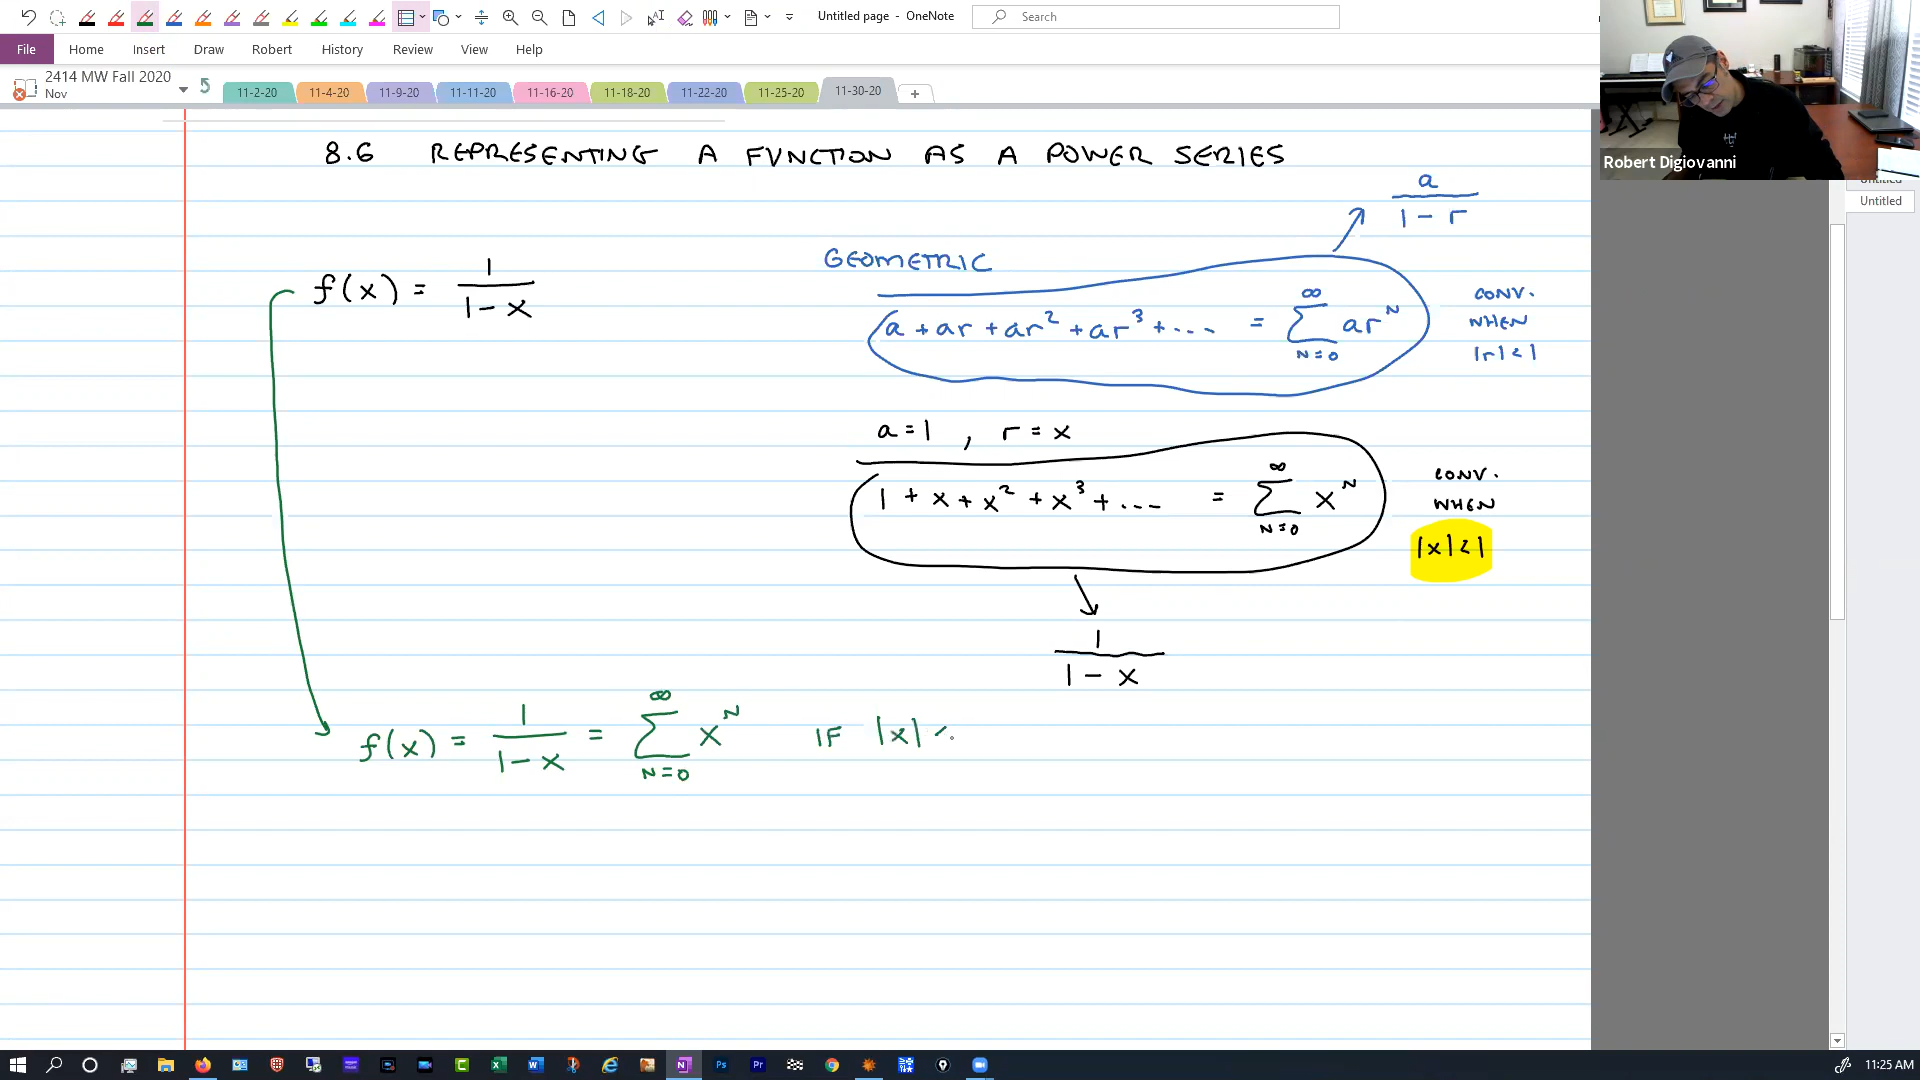 Untitled page - OneNote
Search
File Home Insert Draw Robert History Review View Help
2414 MW Fall 2020
Nov
11-2-20 11-4-20 11-9-20 11-11-20 11-16-20 11-18-20 11-22-20 11-25-20 11-30-20 +
Robert Digiovanni
Untitled
Untitled
8.6 REPRESENTING A FUNCTION AS A POWER SERIES
a / (1 - r)
GEOMETRIC
f(x) = 1 / (1 - x)
a + ar + ar² + ar³ + ... = ∑_{N=0}^{∞} ar^N
CONV.
WHEN
|r| < 1
a = 1 , r = x
1 + x + x² + x³ + ... = ∑_{N=0}^{∞} x^N
CONV.
WHEN
|x| < 1
1 / (1 - x)
f(x) = 1 / (1 - x) = ∑_{N=0}^{∞} x^N IF |x| <
11:25 AM